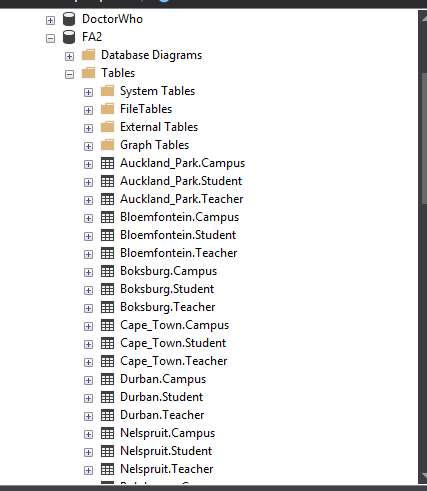 DoctorWho
FA2
Database Diagrams
Tables
System Tables
FileTables
External Tables
Graph Tables
Auckland_Park.Campus
Auckland_Park.Student
Auckland_Park.Teacher
Bloemfontein.Campus
Bloemfontein.Student
Bloemfontein.Teacher
Boksburg.Campus
Boksburg.Student
Boksburg.Teacher
Cape_Town.Campus
Cape_Town.Student
Cape_Town.Teacher
Durban.Campus
Durban.Student
Durban.Teacher
Nelspruit.Campus
Nelspruit.Student
Nelspruit.Teacher